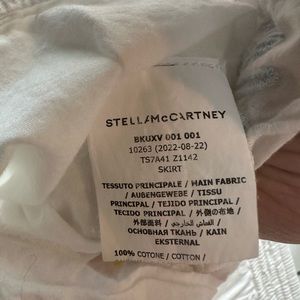 STELLA McCARTNEY
BKUXV 001 001
10263 (2022-08-22)
TS7A41 Z1142
SKIRT
TESSUTO PRINCIPALE / MAIN FABRIC
/ AUßENGEWEBE / TISSU
PRINCIPAL / TEJIDO PRINCIPAL /
TECIDO PRINCIPAL / 外側の布地 /
外部面料 / القماش الخارجي /
ОСНОВНАЯ ТКАНЬ / KAIN
EKSTERNAL
100% COTONE / COTTON /